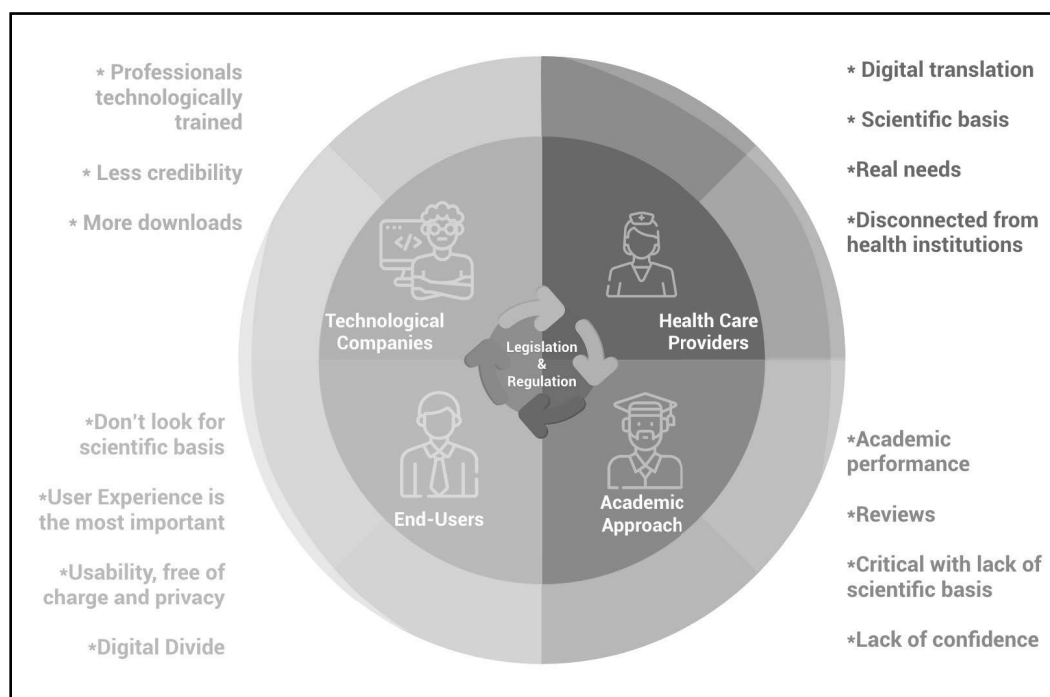 * Professionals
technologically
trained
* Less credibility
* More downloads
* Digital translation
* Scientific basis
*Real needs
*Disconnected from
health institutions
Technological
Companies
Health Care
Providers
Legislation
&
Regulation
End-Users
Academic
Approach
*Don't look for
scientific basis
*User Experience is
the most important
*Usability, free of
charge and privacy
*Digital Divide
*Academic
performance
*Reviews
*Critical with lack of
scientific basis
*Lack of confidence